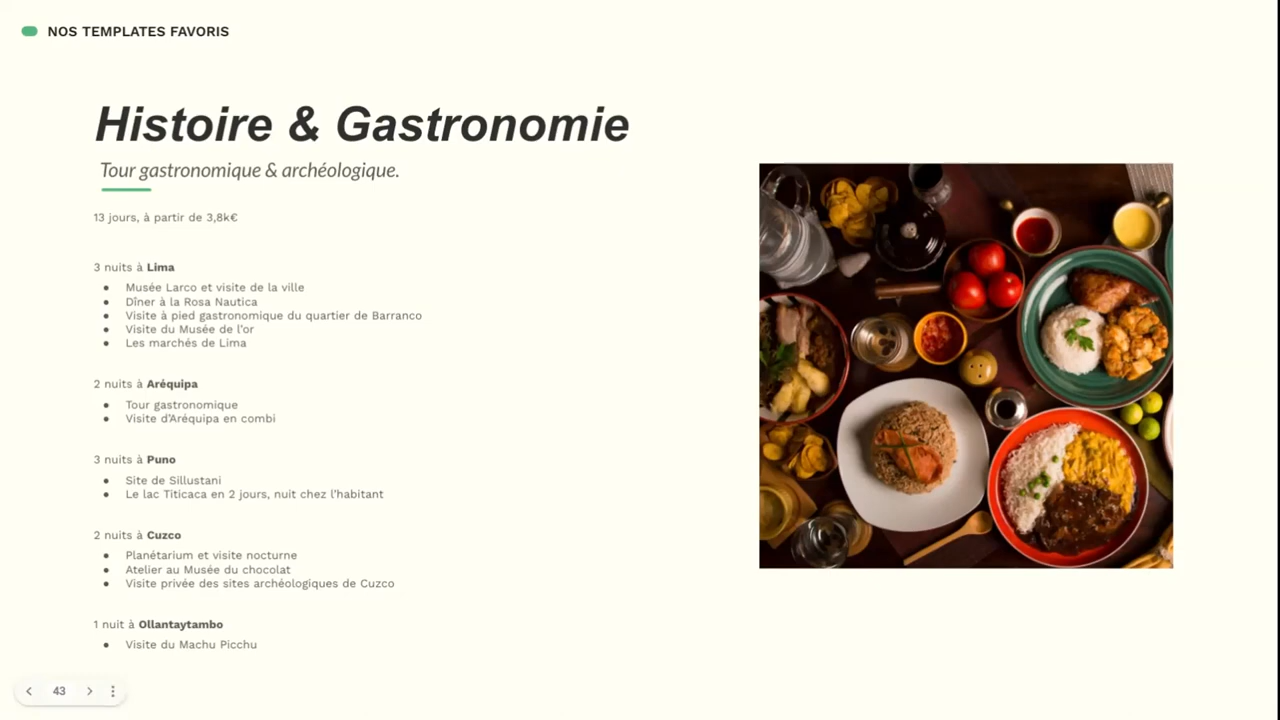 NOS TEMPLATES FAVORIS
Histoire & Gastronomie
Tour gastronomique & archéologique.
13 jours, à partir de 3,8k€
3 nuits à Lima
● Musée Larco et visite de la ville
● Dîner à la Rosa Nautica
● Visite à pied gastronomique du quartier de Barranco
● Visite du Musée de l'or
● Les marchés de Lima
2 nuits à Aréquipa
● Tour gastronomique
● Visite d'Aréquipa en combi
3 nuits à Puno
● Site de Sillustani
● Le lac Titicaca en 2 jours, nuit chez l'habitant
2 nuits à Cuzco
● Planétarium et visite nocturne
● Atelier au Musée du chocolat
● Visite privée des sites archéologiques de Cuzco
1 nuit à Ollantaytambo
● Visite du Machu Picchu
43